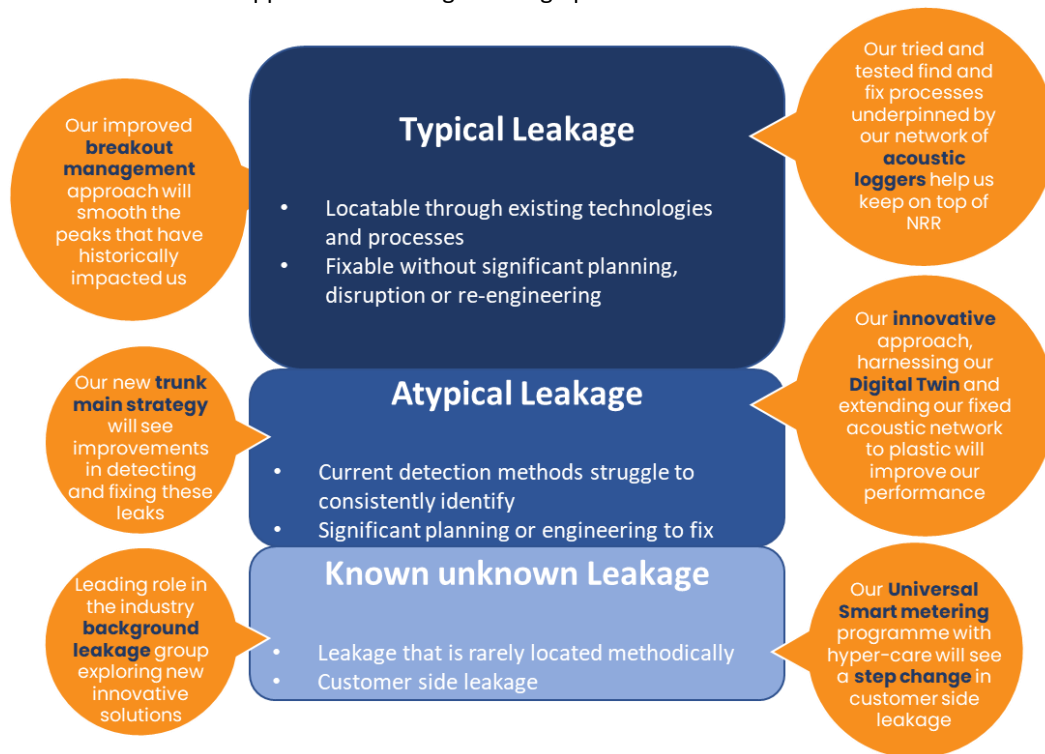 Typical Leakage
• Locatable through existing technologies
and processes
• Fixable without significant planning,
disruption or re-engineering
Our improved
breakout
management
approach will
smooth the
peaks that have
historically
impacted us
Our tried and
tested find and
fix processes
underpinned by
our network of
acoustic
loggers help us
keep on top of
NRR
Atypical Leakage
• Current detection methods struggle to
consistently identify
• Significant planning or engineering to fix
Our new trunk
main strategy
will see
improvements
in detecting
and fixing these
leaks
Our innovative
approach,
harnessing our
Digital Twin and
extending our fixed
acoustic network
to plastic will
improve our
performance
Known unknown Leakage
• Leakage that is rarely located methodically
• Customer side leakage
Leading role in
the industry
background
leakage group
exploring new
innovative
solutions
Our Universal
Smart metering
programme with
hyper-care will see
a step change in
customer side
leakage